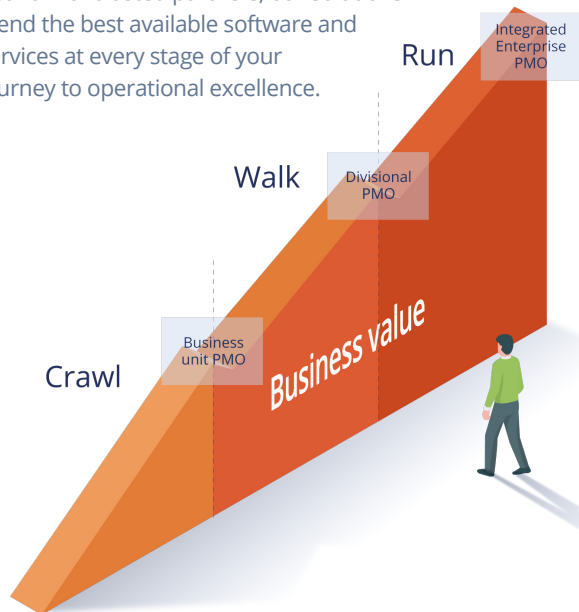 end the best available software and
ervices at every stage of your
urney to operational excellence.
Run
Integrated
Enterprise
PMO
Walk
Divisional
PMO
Business value
Business
unit PMO
Crawl